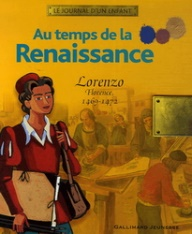 LE JOURNAL D'UN ENFANT
Au temps de la
Renaissance
Lorenzo
Florence,
1469-1472
GALLIMARD JEUNESSE